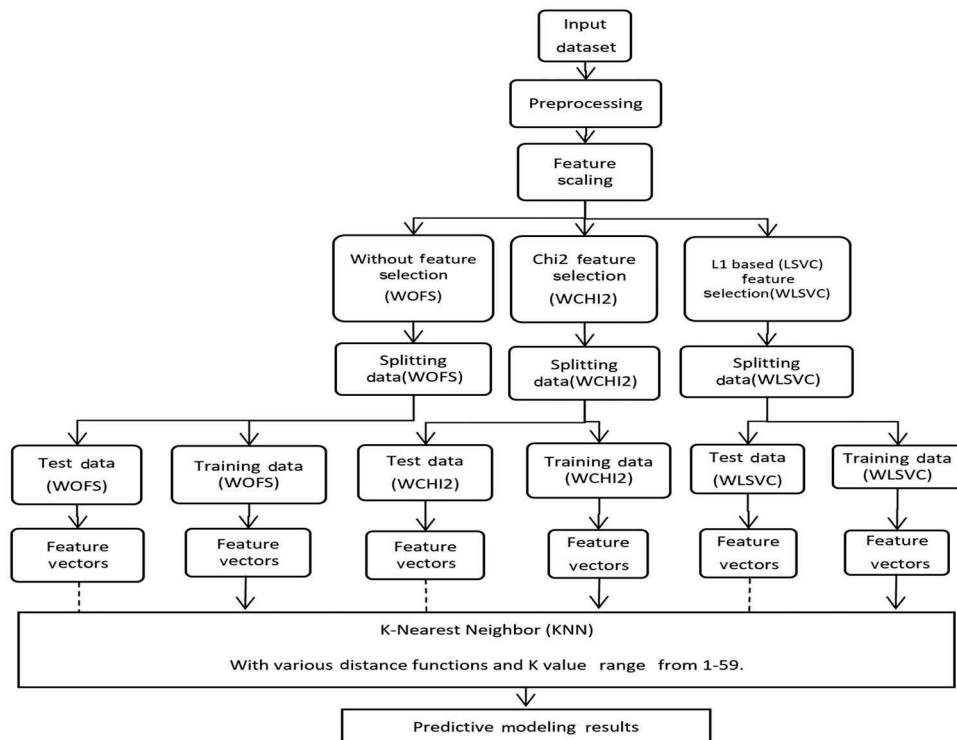 Input
dataset
Preprocessing
Feature
scaling
Without feature
selection
(WOFS)
Chi2 feature
selection
(WCHI2)
L1 based (LSVC)
feature
selection(WLSVC)
Splitting
data(WOFS)
Splitting
data(WCHI2)
Splitting
data(WLSVC)
Test data
(WOFS)
Training data
(WOFS)
Test data
(WCHI2)
Training data
(WCHI2)
Test data
(WLSVC)
Training data
(WLSVC)
Feature
vectors
Feature
vectors
Feature
vectors
Feature
vectors
Feature
vectors
Feature
vectors
K-Nearest Neighbor (KNN)
With various distance functions and K value range from 1-59.
Predictive modeling results